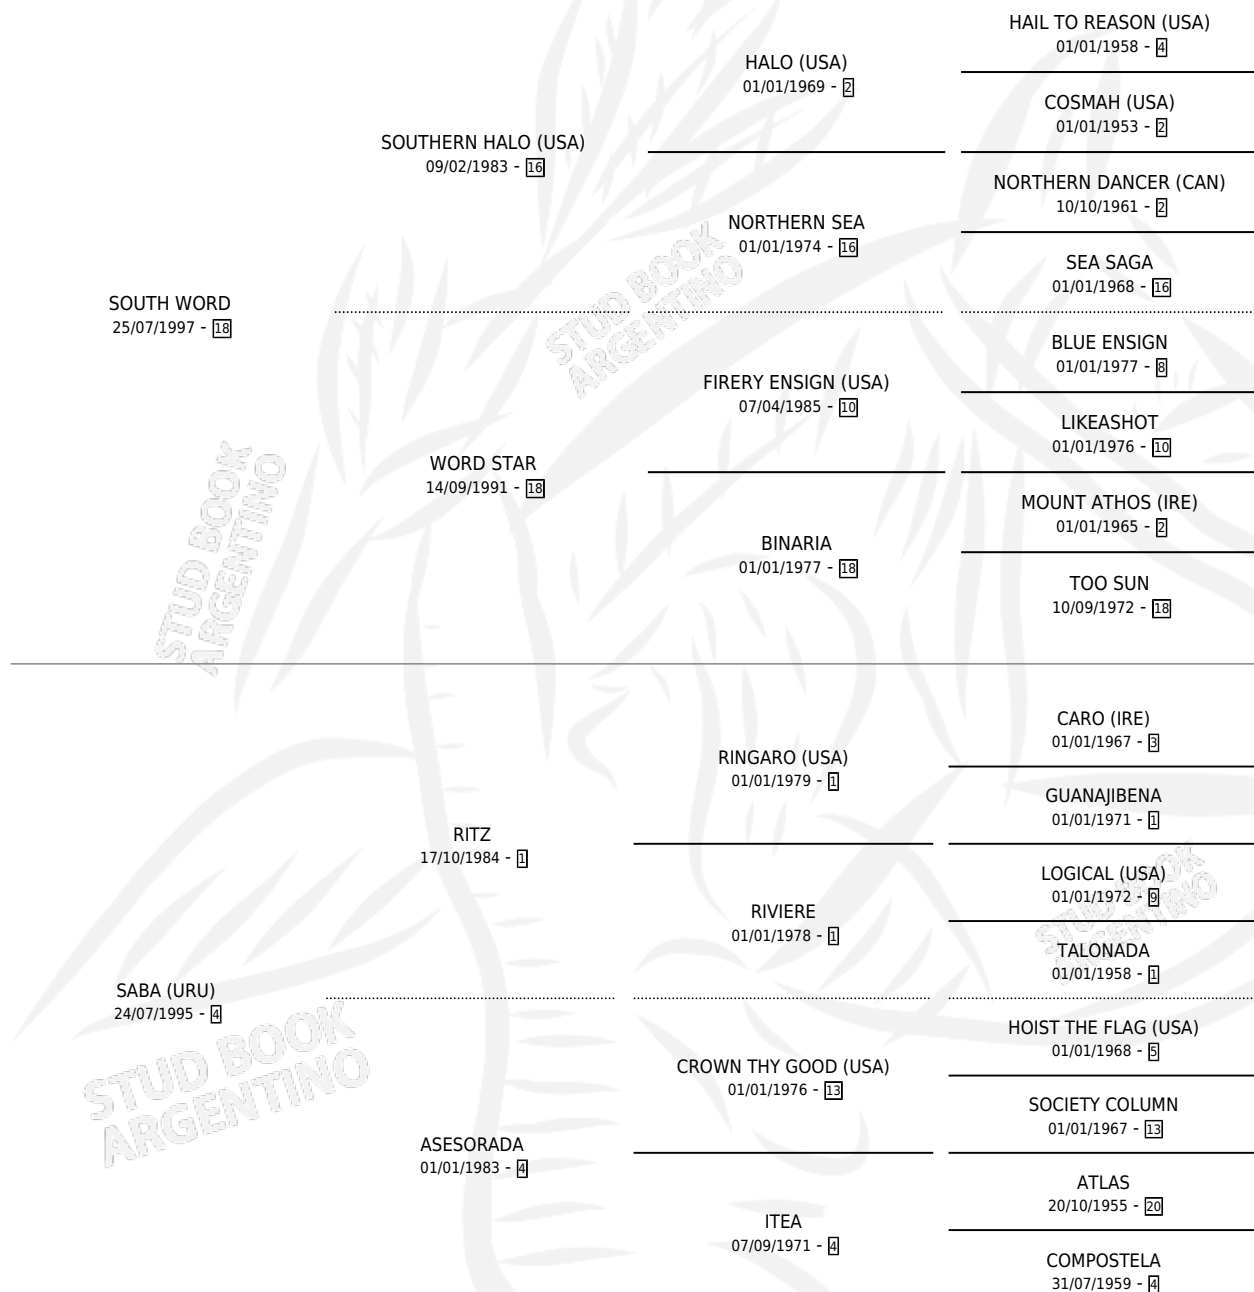 HAIL TO REASON (USA)
01/01/1958 - 4
HALO (USA)
01/01/1969 - 2
COSMAH (USA)
01/01/1953 - 2
SOUTHERN HALO (USA)
09/02/1983 - 16
NORTHERN DANCER (CAN)
10/10/1961 - 2
NORTHERN SEA
01/01/1974 - 16
SEA SAGA
01/01/1968 - 16
SOUTH WORD
25/07/1997 - 18
BLUE ENSIGN
01/01/1977 - 8
FIRERY ENSIGN (USA)
07/04/1985 - 10
LIKEASHOT
01/01/1976 - 10
WORD STAR
14/09/1991 - 18
MOUNT ATHOS (IRE)
01/01/1965 - 2
BINARIA
01/01/1977 - 18
TOO SUN
10/09/1972 - 18
CARO (IRE)
01/01/1967 - 3
RINGARO (USA)
01/01/1979 - 1
GUANAJIBENA
01/01/1971 - 1
RITZ
17/10/1984 - 1
LOGICAL (USA)
01/01/1972 - 9
RIVIERE
01/01/1978 - 1
TALONADA
01/01/1958 - 1
SABA (URU)
24/07/1995 - 4
HOIST THE FLAG (USA)
01/01/1968 - 5
CROWN THY GOOD (USA)
01/01/1976 - 13
SOCIETY COLUMN
01/01/1967 - 13
ASESORADA
01/01/1983 - 4
ATLAS
20/10/1955 - 20
ITEA
07/09/1971 - 4
COMPOSTELA
31/07/1959 - 4
STUD BOOK
ARGENTINO
STUD BOOK
ARGENTINO
STUD BOOK
ARGENTINO
STUD BOOK
ARGENTINO